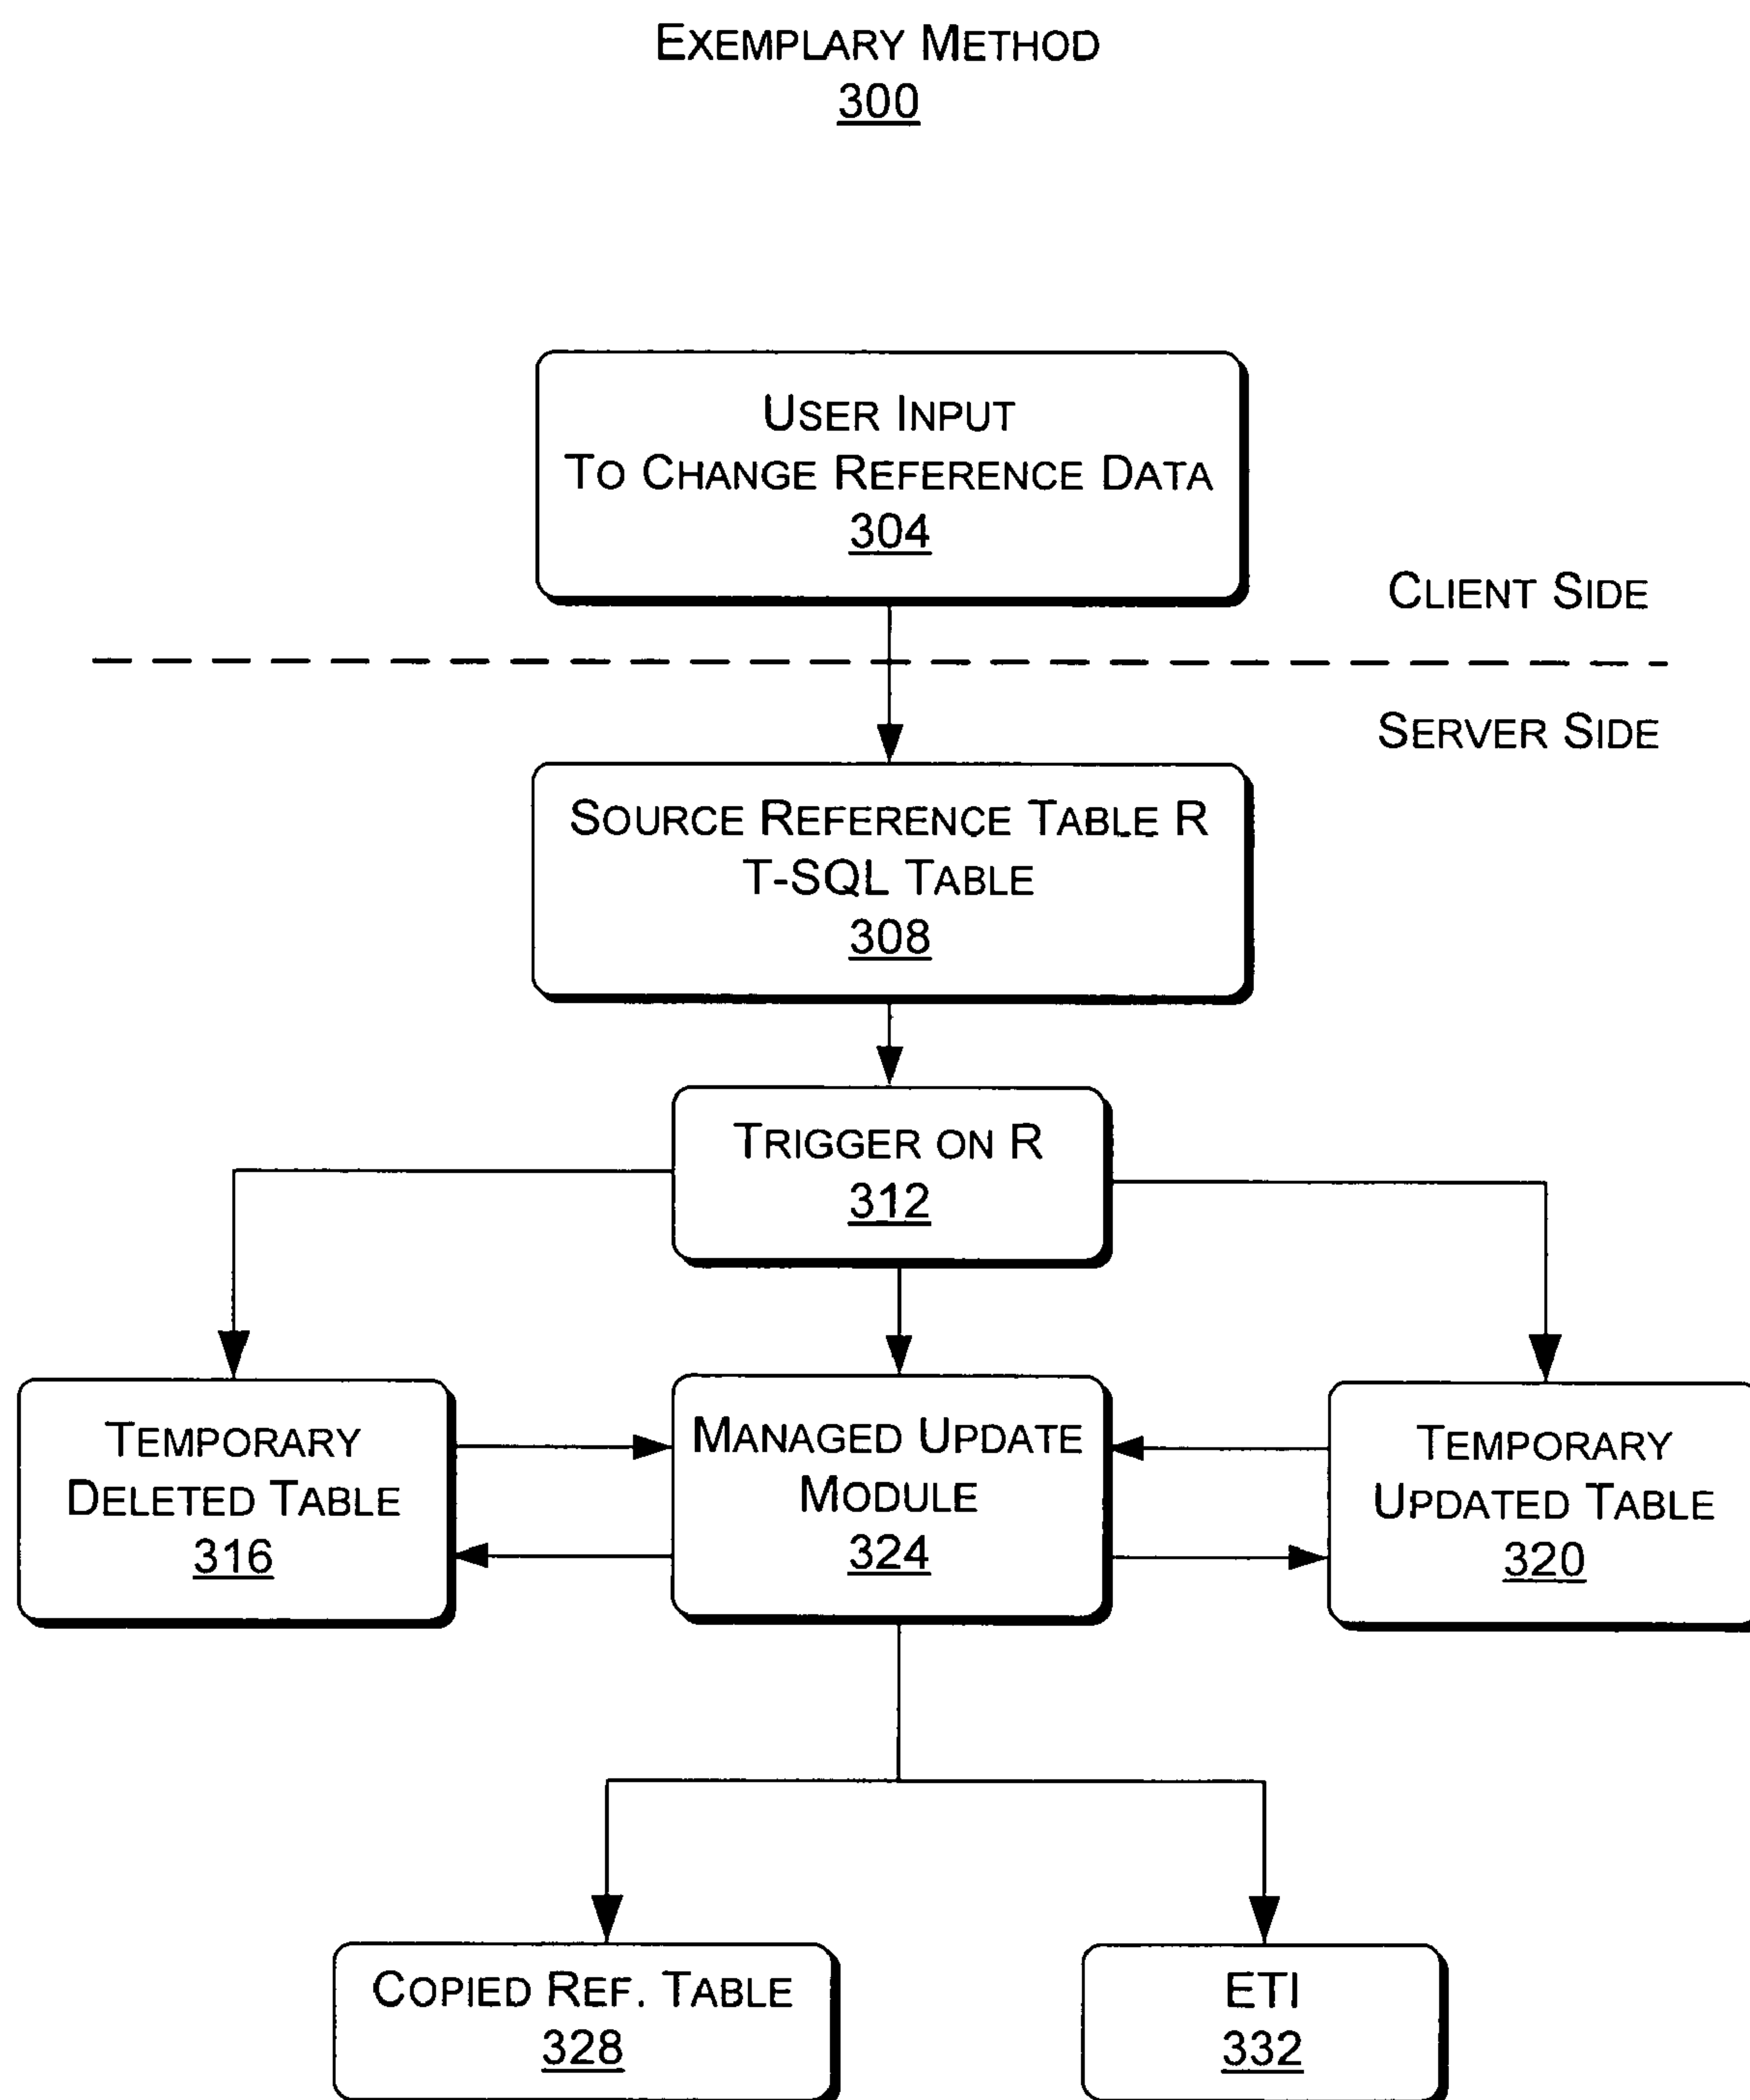 EXEMPLARY METHOD
300
USER INPUT
TO CHANGE REFERENCE DATA
304
CLIENT SIDE
SERVER SIDE
SOURCE REFERENCE TABLE R
T-SQL TABLE
308
TRIGGER ON R
312
TEMPORARY
DELETED TABLE
316
MANAGED UPDATE
MODULE
324
TEMPORARY
UPDATED TABLE
320
COPIED REF. TABLE
328
ETI
332